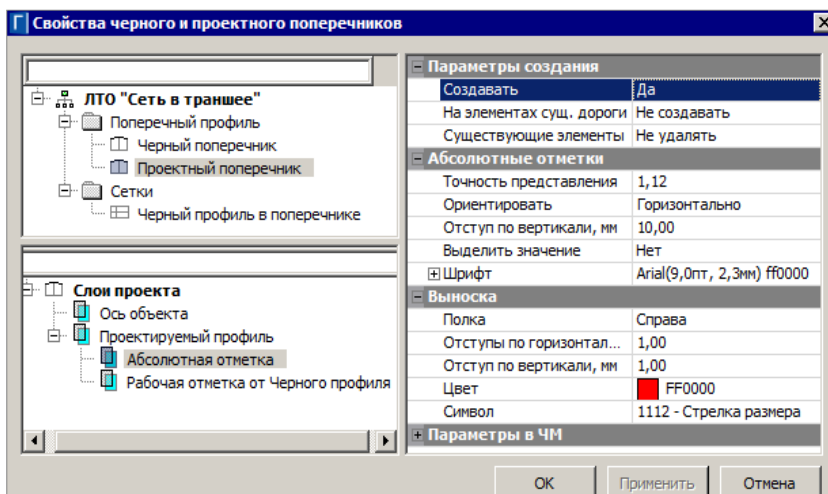 Свойства черного и проектного поперечников
ЛТО "Сеть в траншее"
Поперечный профиль
Черный поперечник
Проектный поперечник
Сетки
Черный профиль в поперечнике
Слои проекта
Ось объекта
Проектируемый профиль
Абсолютная отметка
Рабочая отметка от Черного профиля
Параметры создания
Создавать Да
На элементах сущ. дороги Не создавать
Существующие элементы Не удалять
Абсолютные отметки
Точность представления 1,12
Ориентировать Горизонтально
Отступ по вертикали, мм 10,00
Выделить значение Нет
Шрифт Arial(9,0пт, 2,3мм) ff0000
Выноска
Полка Справа
Отступы по горизонтал... 1,00
Отступ по вертикали, мм 1,00
Цвет FF0000
Символ 1112 - Стрелка размера
Параметры в ЧМ
ОК Применить Отмена